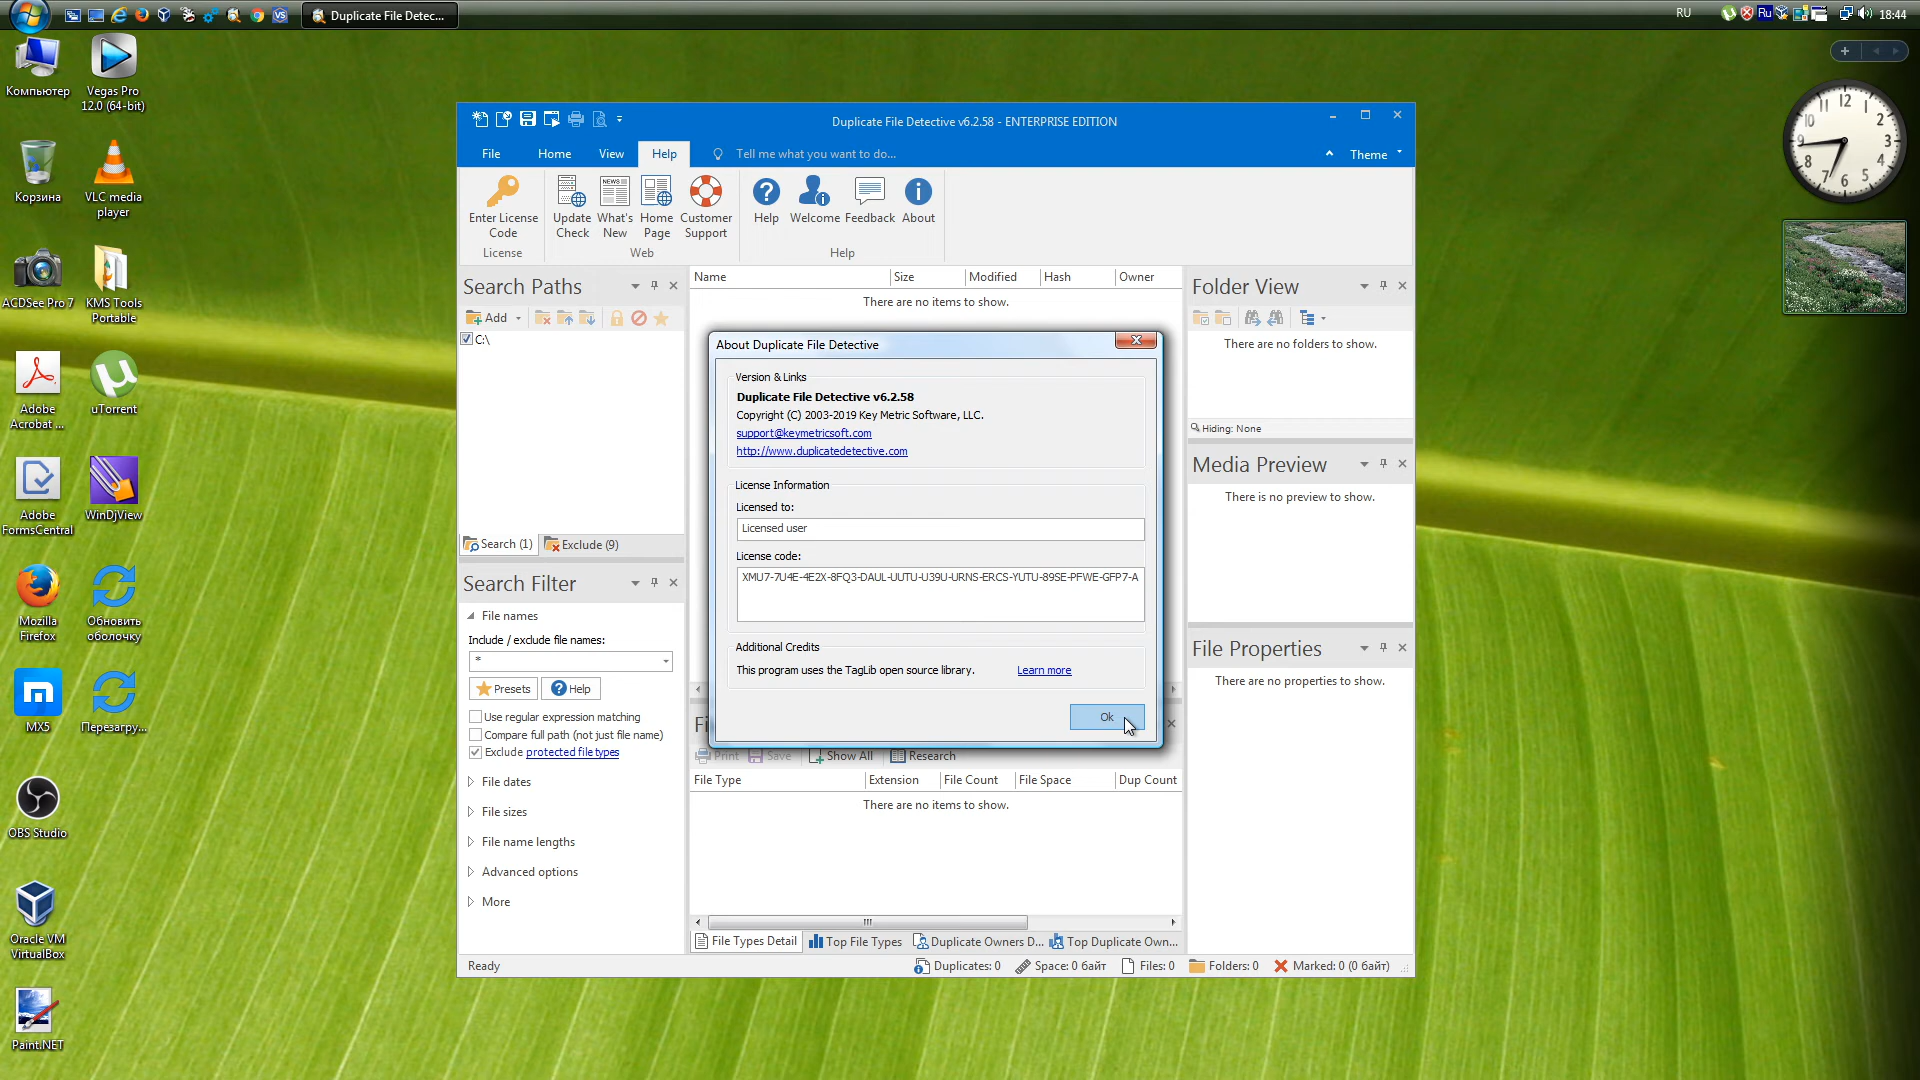 Duplicate File Detec...
RU
Ru
18:44
Компьютер
Vegas Pro
12.0 (64-bit)
Корзина
VLC media
player
ACDSee Pro 7
KMS Tools
Portable
Adobe
Acrobat ...
uTorrent
Adobe
FormsCentral
WinDjView
Mozilla
Firefox
Обновить
оболочку
MX5
Перезагру...
OBS Studio
Oracle VM
VirtualBox
Paint.NET
Duplicate File Detective v6.2.58 - ENTERPRISE EDITION
File Home View Help Tell me what you want to do... Theme
Enter License
Code
Update
Check
What's
New
Home
Page
Customer
Support
Help Welcome Feedback About
License Web Help
Search Paths
Add
C:\
Search (1) Exclude (9)
Search Filter
File names
Include / exclude file names:
*
Presets Help
Use regular expression matching
Compare full path (not just file name)
Exclude protected file types
File dates
File sizes
File name lengths
Advanced options
More
Name Size Modified Hash Owner
There are no items to show.
About Duplicate File Detective
Version & Links
Duplicate File Detective v6.2.58
Copyright (C) 2003-2019 Key Metric Software, LLC.
support@keymetricsoft.com
http://www.duplicatedetective.com
License Information
Licensed to:
Licensed user
License code:
XMU7-7U4E-4E2X-8FQ3-DAUL-UUTU-U39U-URNS-ERCS-YUTU-89SE-PFWE-GFP7-A
Additional Credits
This program uses the TagLib open source library. Learn more
Ok
Print Save Show All Research
File Type Extension File Count File Space Dup Count
There are no items to show.
File Types Detail Top File Types Duplicate Owners D... Top Duplicate Own...
Folder View
There are no folders to show.
Hiding: None
Media Preview
There is no preview to show.
File Properties
There are no properties to show.
Ready Duplicates: 0 Space: 0 байт Files: 0 Folders: 0 Marked: 0 (0 байт)